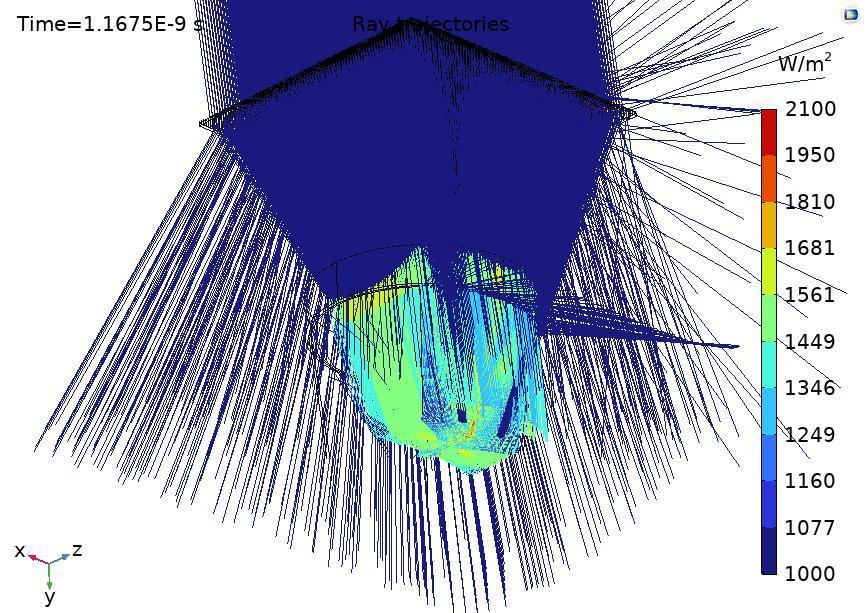 Time=1.1675E-9 s
Ray trajectories
W/m²
2100
1950
1810
1681
1561
1449
1346
1249
1160
1077
1000
x
z
y